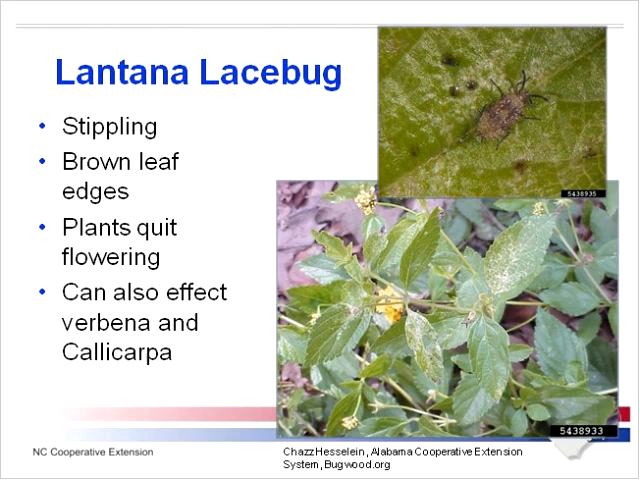 Lantana Lacebug
• Stippling
• Brown leaf
edges
• Plants quit
flowering
• Can also effect
verbena and
Callicarpa
5438935
5438933
NC Cooperative Extension
Chazz Hesselein, Alabama Cooperative Extension
System, Bugwood.org